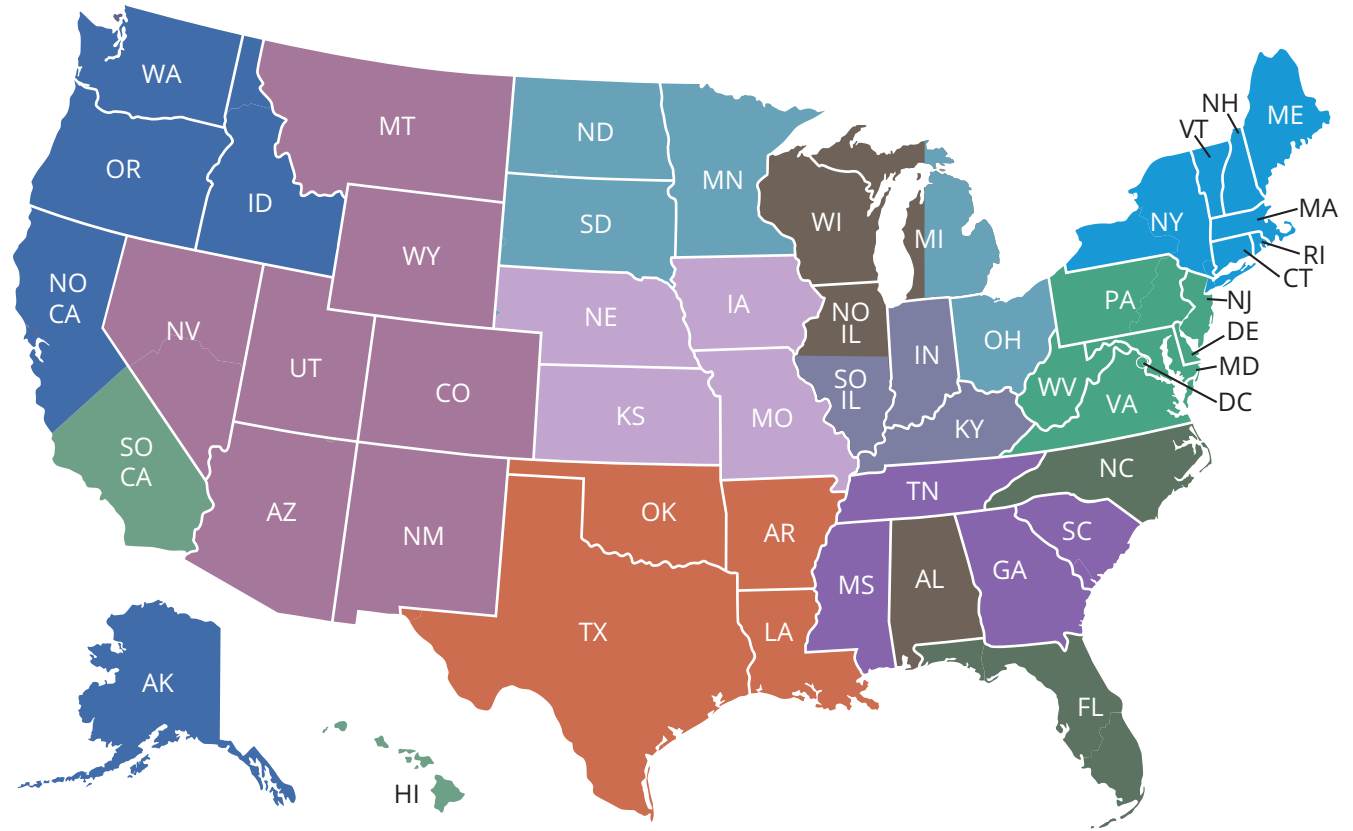 WA
MT
ND
MN
OR
ID
SD
WY
WI
MI
NH
VT
ME
NY
MA
RI
CT
NO
CA
NV
UT
CO
NE
IA
NO
IL
SO
IL
IN
OH
PA
NJ
DE
MD
DC
WV
VA
KS
MO
KY
SO
CA
AZ
NM
OK
AR
TN
NC
SC
MS
AL
GA
TX
LA
FL
AK
HI